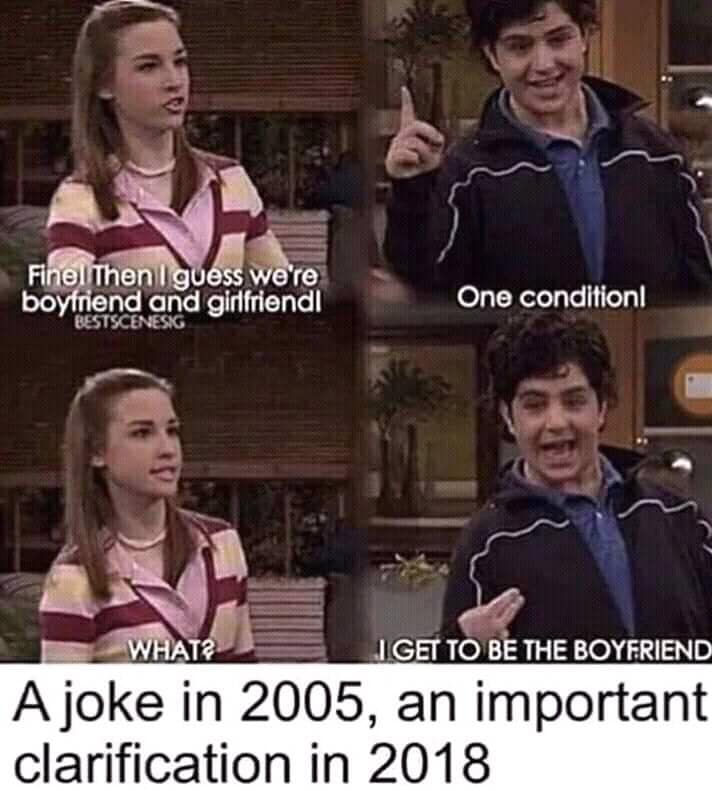 Fine! Then I guess we're
boyfriend and girlfriend!
BESTSCENESIG
One condition!
WHAT?
I GET TO BE THE BOYFRIEND
A joke in 2005, an important
clarification in 2018